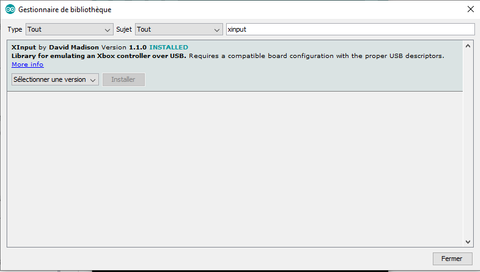 Gestionnaire de bibliothèque
Type Tout Sujet Tout xinput
XInput by David Madison Version 1.1.0 INSTALLED
Library for emulating an Xbox controller over USB. Requires a compatible board configuration with the proper USB descriptors.
More info
Sélectionner une version Installer
Fermer